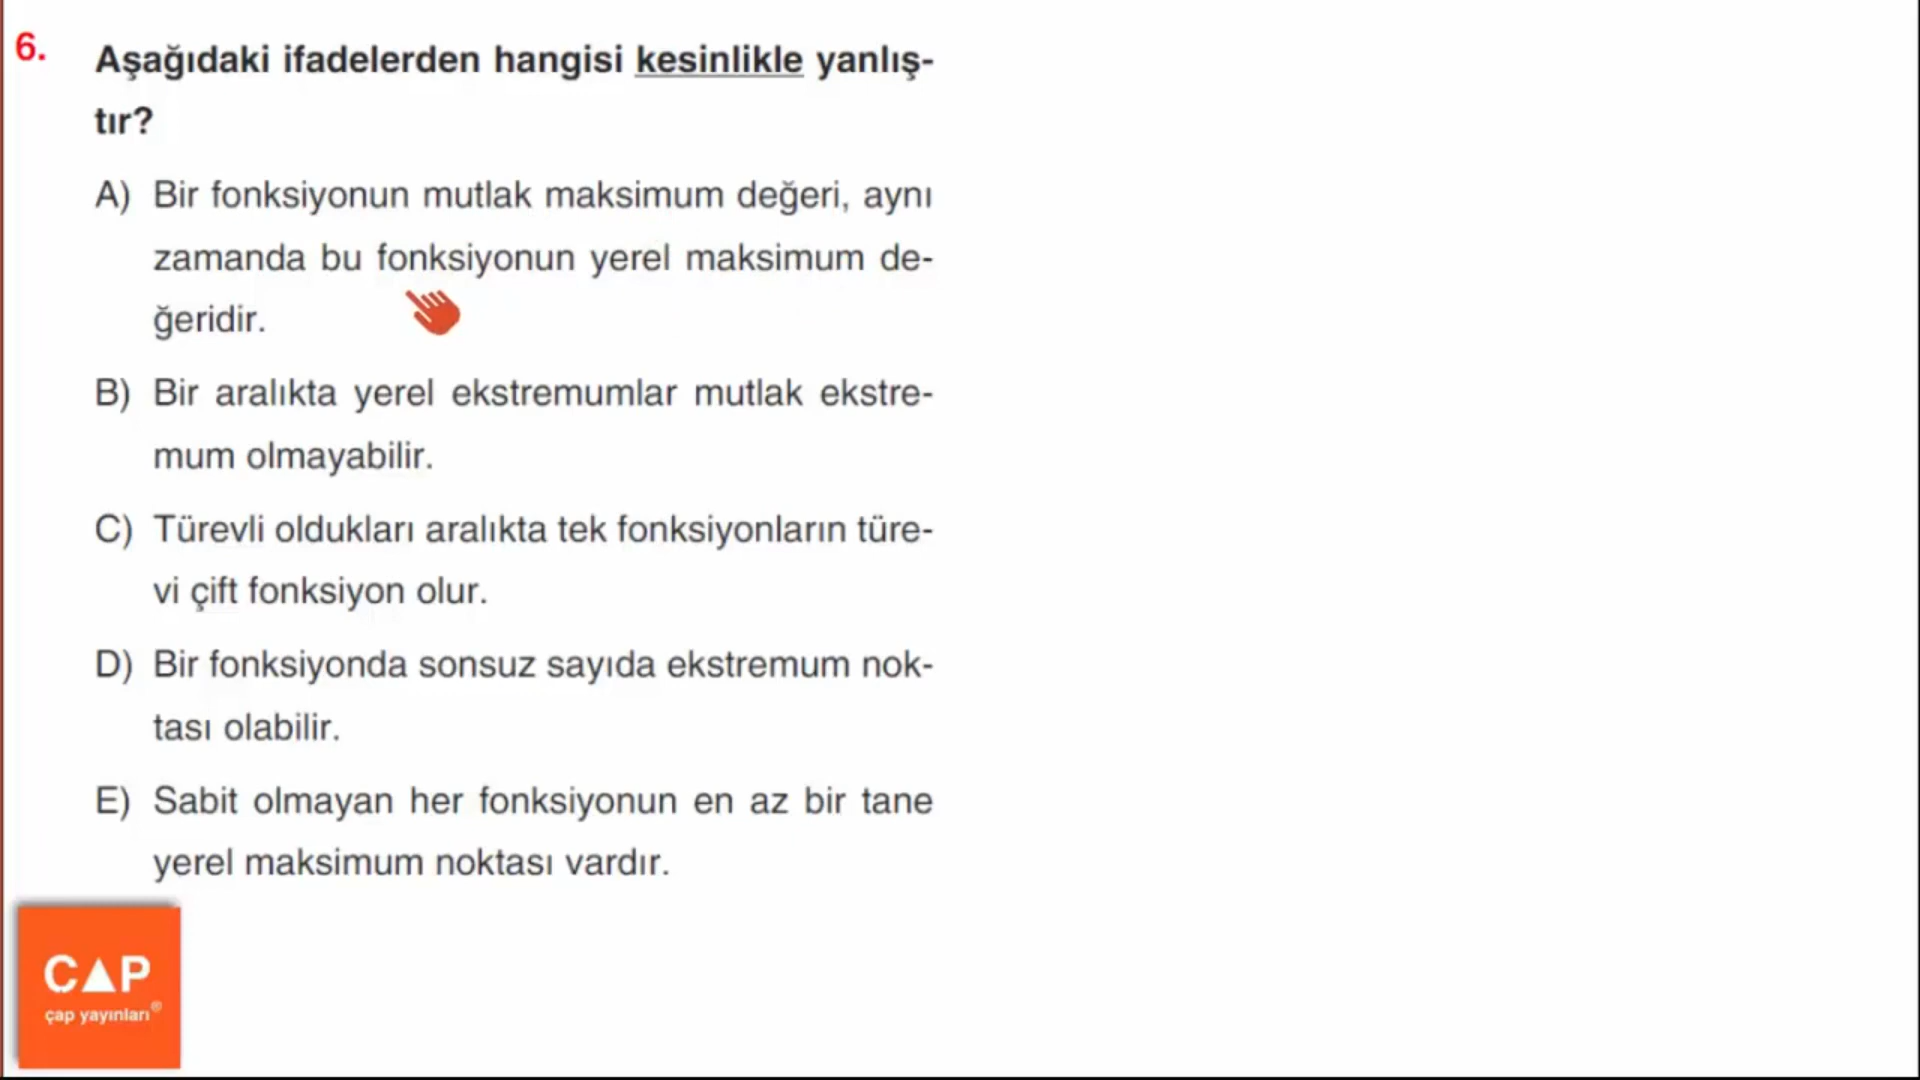 6.
Aşağıdaki ifadelerden hangisi kesinlikle yanlış-
tır?
A) Bir fonksiyonun mutlak maksimum değeri, aynı
zamanda bu fonksiyonun yerel maksimum de-
ğeridir.
B) Bir aralıkta yerel ekstremumlar mutlak ekstre-
mum olmayabilir.
C) Türevli oldukları aralıkta tek fonksiyonların türe-
vi çift fonksiyon olur.
D) Bir fonksiyonda sonsuz sayıda ekstremum nok-
tası olabilir.
E) Sabit olmayan her fonksiyonun en az bir tane
yerel maksimum noktası vardır.
ÇAP
çap yayınları®